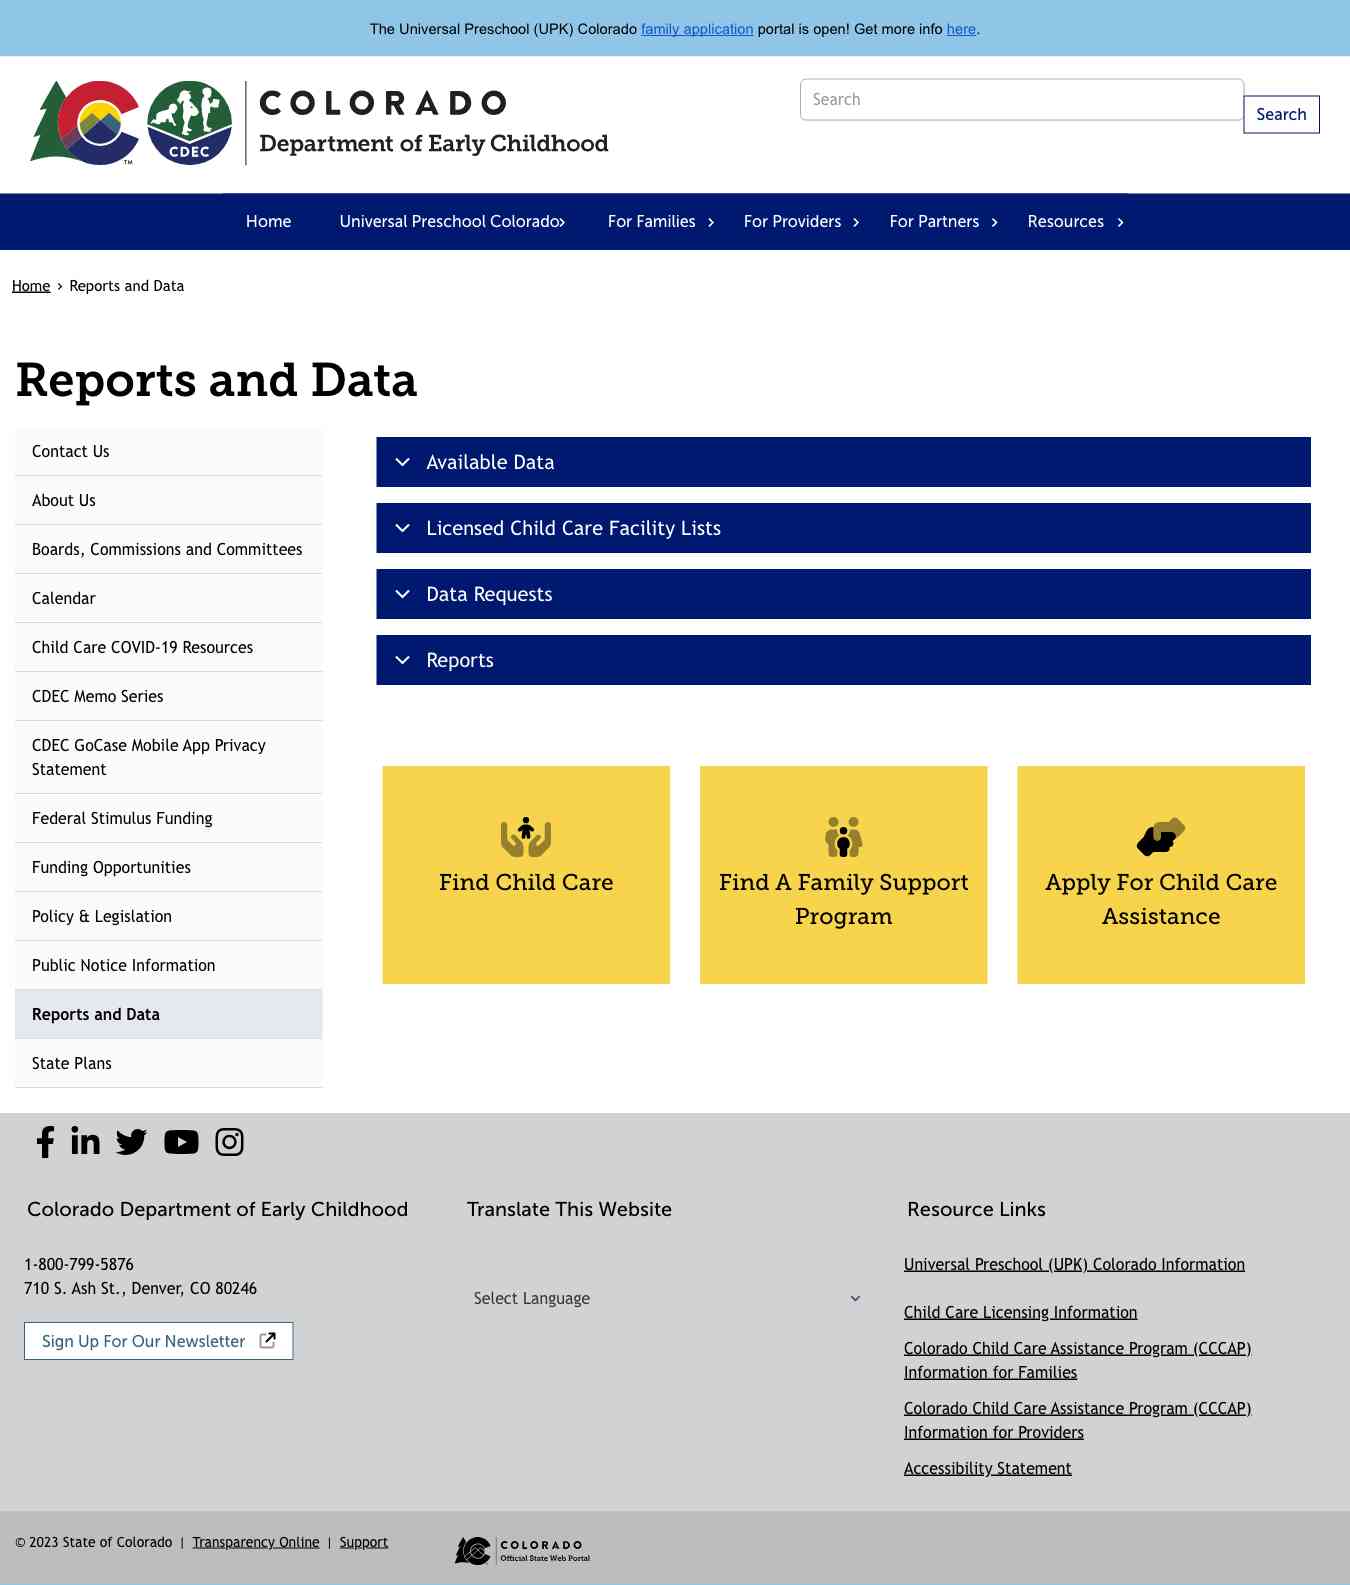 The Universal Preschool (UPK) Colorado family application portal is open! Get more info here.
CDEC
TM
COLORADO
Department of Early Childhood
Search
Search
Home
Universal Preschool Colorado
For Families
For Providers
For Partners
Resources
Home › Reports and Data
Reports and Data
Contact Us
About Us
Boards, Commissions and Committees
Calendar
Child Care COVID-19 Resources
CDEC Memo Series
CDEC GoCase Mobile App Privacy
Statement
Federal Stimulus Funding
Funding Opportunities
Policy & Legislation
Public Notice Information
Reports and Data
State Plans
Available Data
Licensed Child Care Facility Lists
Data Requests
Reports
Find Child Care
Find A Family Support
Program
Apply For Child Care
Assistance
Colorado Department of Early Childhood
1-800-799-5876
710 S. Ash St., Denver, CO 80246
Sign Up For Our Newsletter
Translate This Website
Select Language
Resource Links
Universal Preschool (UPK) Colorado Information
Child Care Licensing Information
Colorado Child Care Assistance Program (CCCAP)
Information for Families
Colorado Child Care Assistance Program (CCCAP)
Information for Providers
Accessibility Statement
© 2023 State of Colorado | Transparency Online | Support
COLORADO
Official State Web Portal